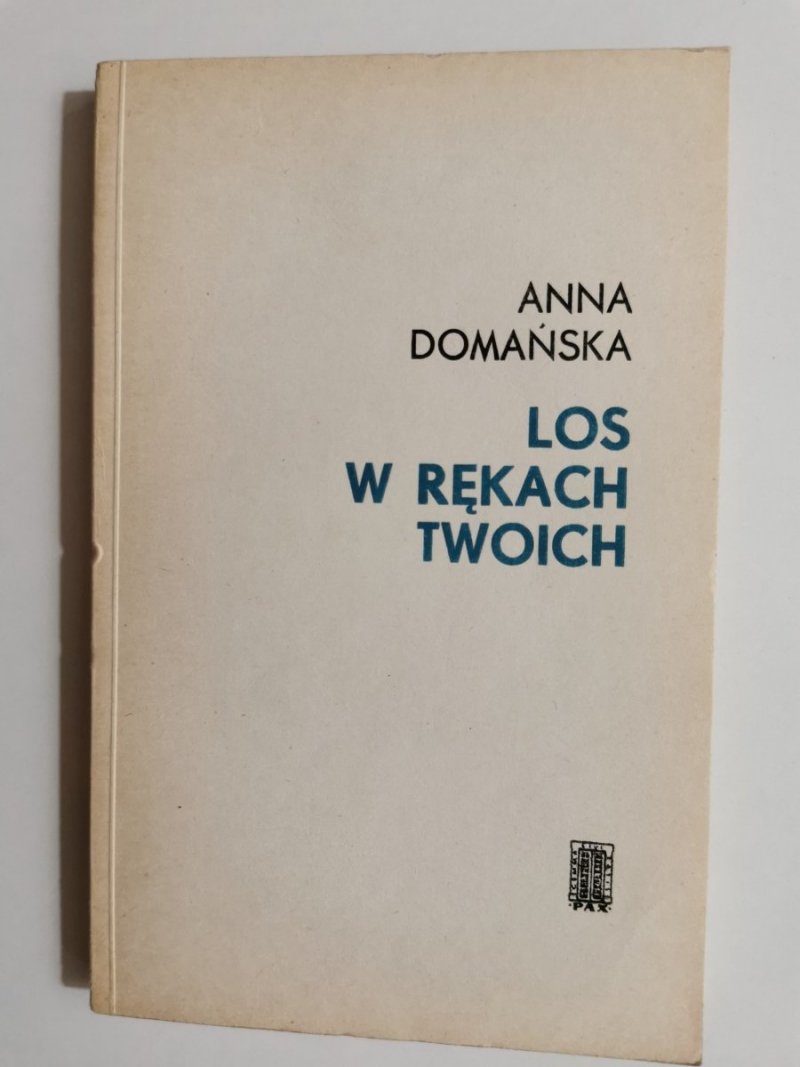 ANNA
DOMAŃSKA
LOS
W RĘKACH
TWOICH
·PAX·